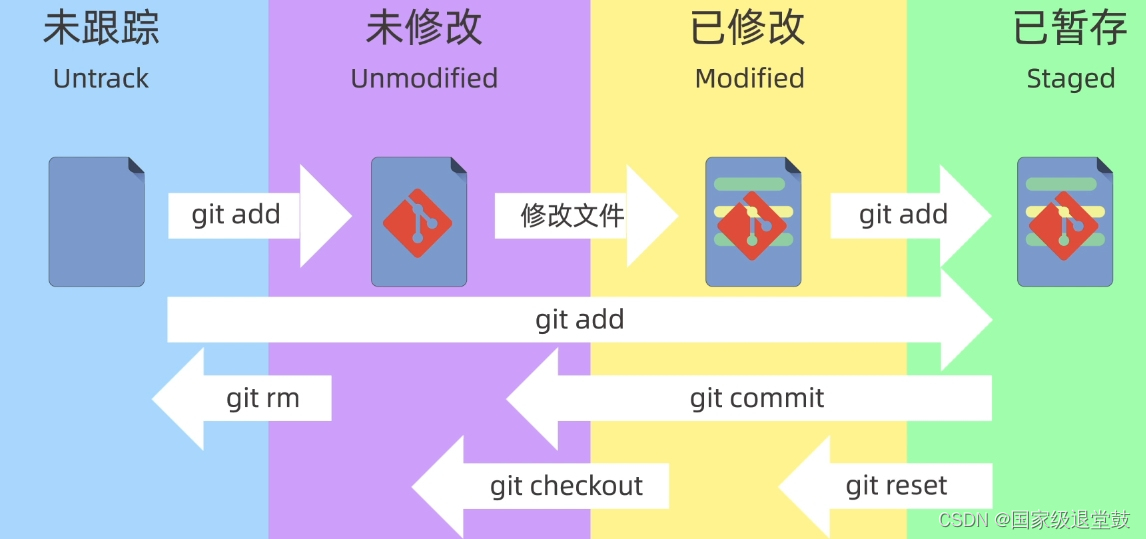 未跟踪
未修改
已修改
已暂存
Untrack
Unmodified
Modified
Staged
git add
修改文件
git add
git add
git rm
git commit
git checkout
git reset
CSDN @国家级退堂鼓